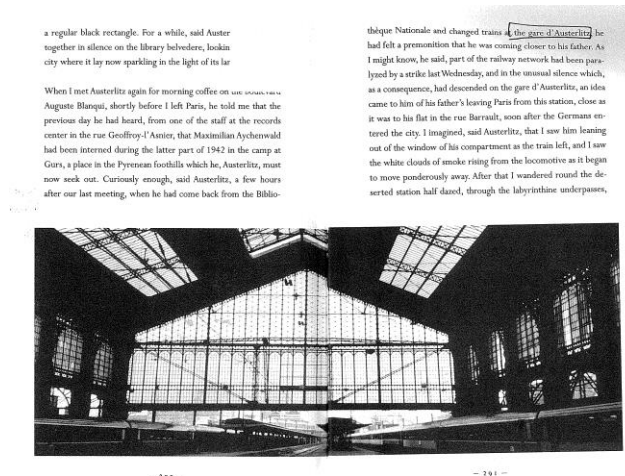 a regular black rectangle. For a while, said Auster
together in silence on the library belvedere, lookin
city where it lay now sparkling in the light of its lar
When I met Austerlitz again for morning coffee on
Auguste Blanqui, shortly before I left Paris, he told me that the
previous day he had heard, from one of the staff at the records
center in the rue Geoffroy-l'Asnier, that Maximilian Aychenwald
had been interned during the latter part of 1942 in the camp at
Gurs, a place in the Pyrenean foothills which he, Austerlitz, must
now seek out. Curiously enough, said Austerlitz, a few hours
after our last meeting, when he had come back from the Biblio-
thèque Nationale and changed trains at the gare d'Austerlitz, he
had felt a premonition that he was coming closer to his father. As
I might know, he said, part of the railway network had been para-
lyzed by a strike last Wednesday, and in the unusual silence which,
as a consequence, had descended on the gare d'Austerlitz, an idea
came to him of his father's leaving Paris from this station, close as
it was to his flat in the rue Barrault, soon after the Germans en-
tered the city. I imagined, said Austerlitz, that I saw him leaning
out of the window of his compartment as the train left, and I saw
the white clouds of smoke rising from the locomotive as it began
to move ponderously away. After that I wandered round the de-
serted station half dazed, through the labyrinthine underpasses,
– 291 –